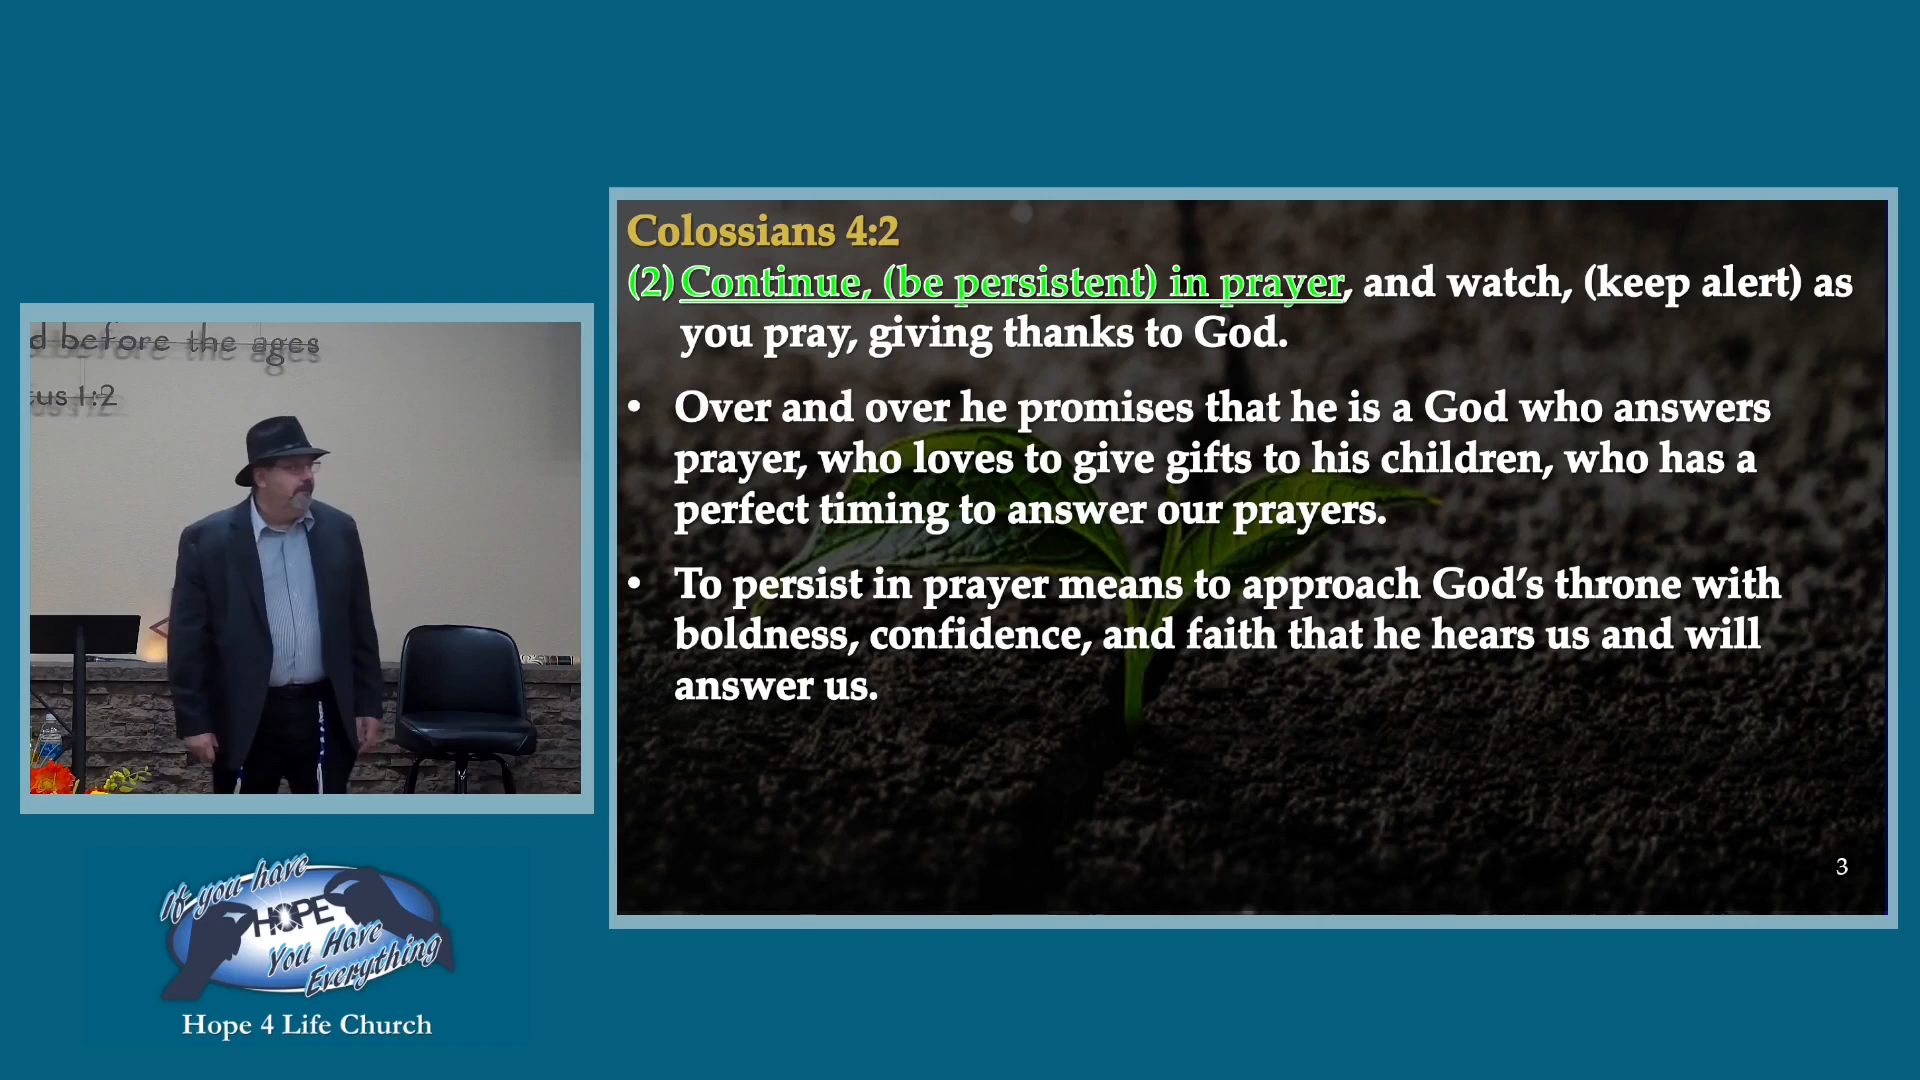 d before the ages
us 1:2
If you have
HOPE
You Have
Everything
Hope 4 Life Church
Colossians 4:2
(2) Continue, (be persistent) in prayer, and watch, (keep alert) as
you pray, giving thanks to God.
• Over and over he promises that he is a God who answers
prayer, who loves to give gifts to his children, who has a
perfect timing to answer our prayers.
• To persist in prayer means to approach God’s throne with
boldness, confidence, and faith that he hears us and will
answer us.
3